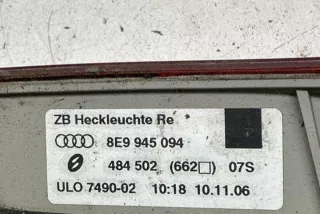 ZB Heckleuchte Re
8E9 945 094
484 502 (662□) 07S
ULO 7490-02 10:18 10.11.06